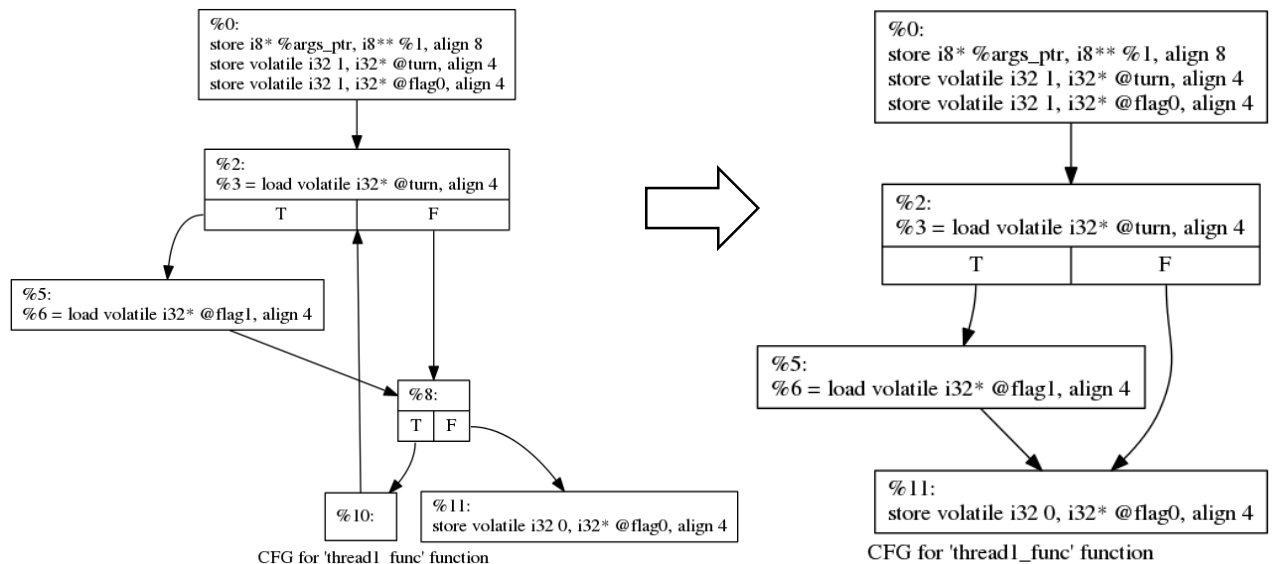 %0:
store i8* %args_ptr, i8** %1, align 8
store volatile i32 1, i32* @turn, align 4
store volatile i32 1, i32* @flag0, align 4
%2:
%3 = load volatile i32* @turn, align 4
T F
%5:
%6 = load volatile i32* @flag1, align 4
%8:
T F
%10:
%11:
store volatile i32 0, i32* @flag0, align 4
CFG for 'thread1_func' function
%0:
store i8* %args_ptr, i8** %1, align 8
store volatile i32 1, i32* @turn, align 4
store volatile i32 1, i32* @flag0, align 4
%2:
%3 = load volatile i32* @turn, align 4
T F
%5:
%6 = load volatile i32* @flag1, align 4
%11:
store volatile i32 0, i32* @flag0, align 4
CFG for 'thread1_func' function